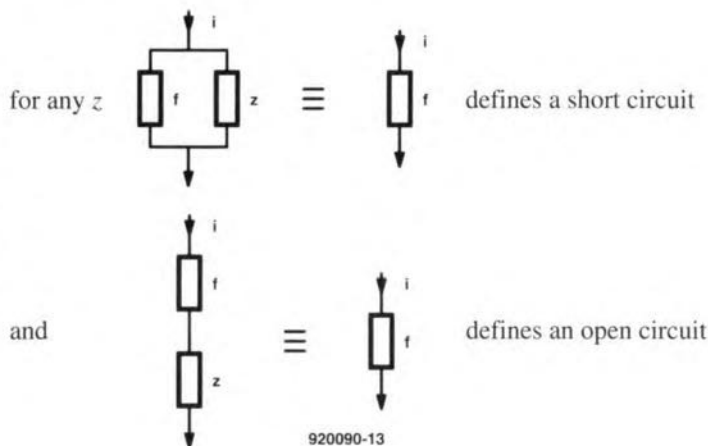 i
for any z
f
z
≡
i
f
defines a short circuit
i
f
and
z
≡
i
f
defines an open circuit
920090-13